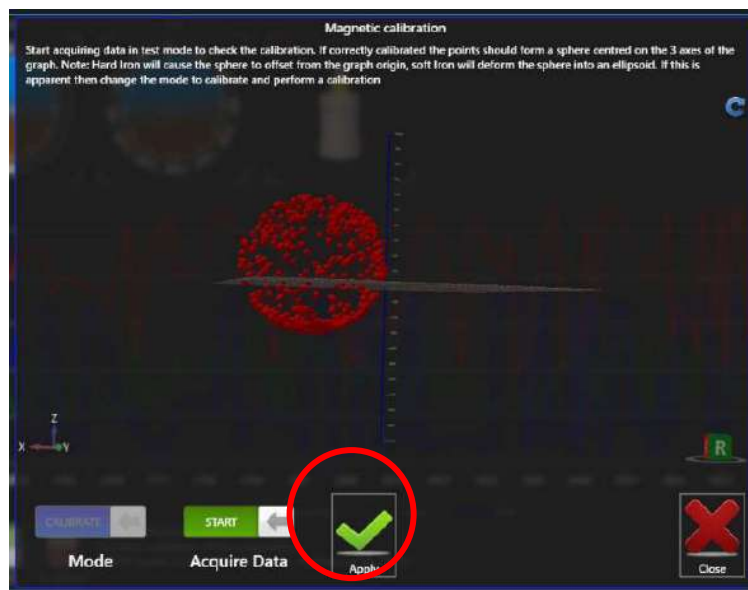 Magnetic calibration
Start acquiring data in test mode to check the calibration. If correctly calibrated the points should form a sphere centred on the 3 axes of the
graph. Note: Hard Iron will cause the sphere to offset from the graph origin, soft Iron will deform the sphere into an ellipsoid. If this is
apparent then change the mode to calibrate and perform a calibration
Z
X Y
R
CALIBRATE START
Mode Acquire Data Apply Close